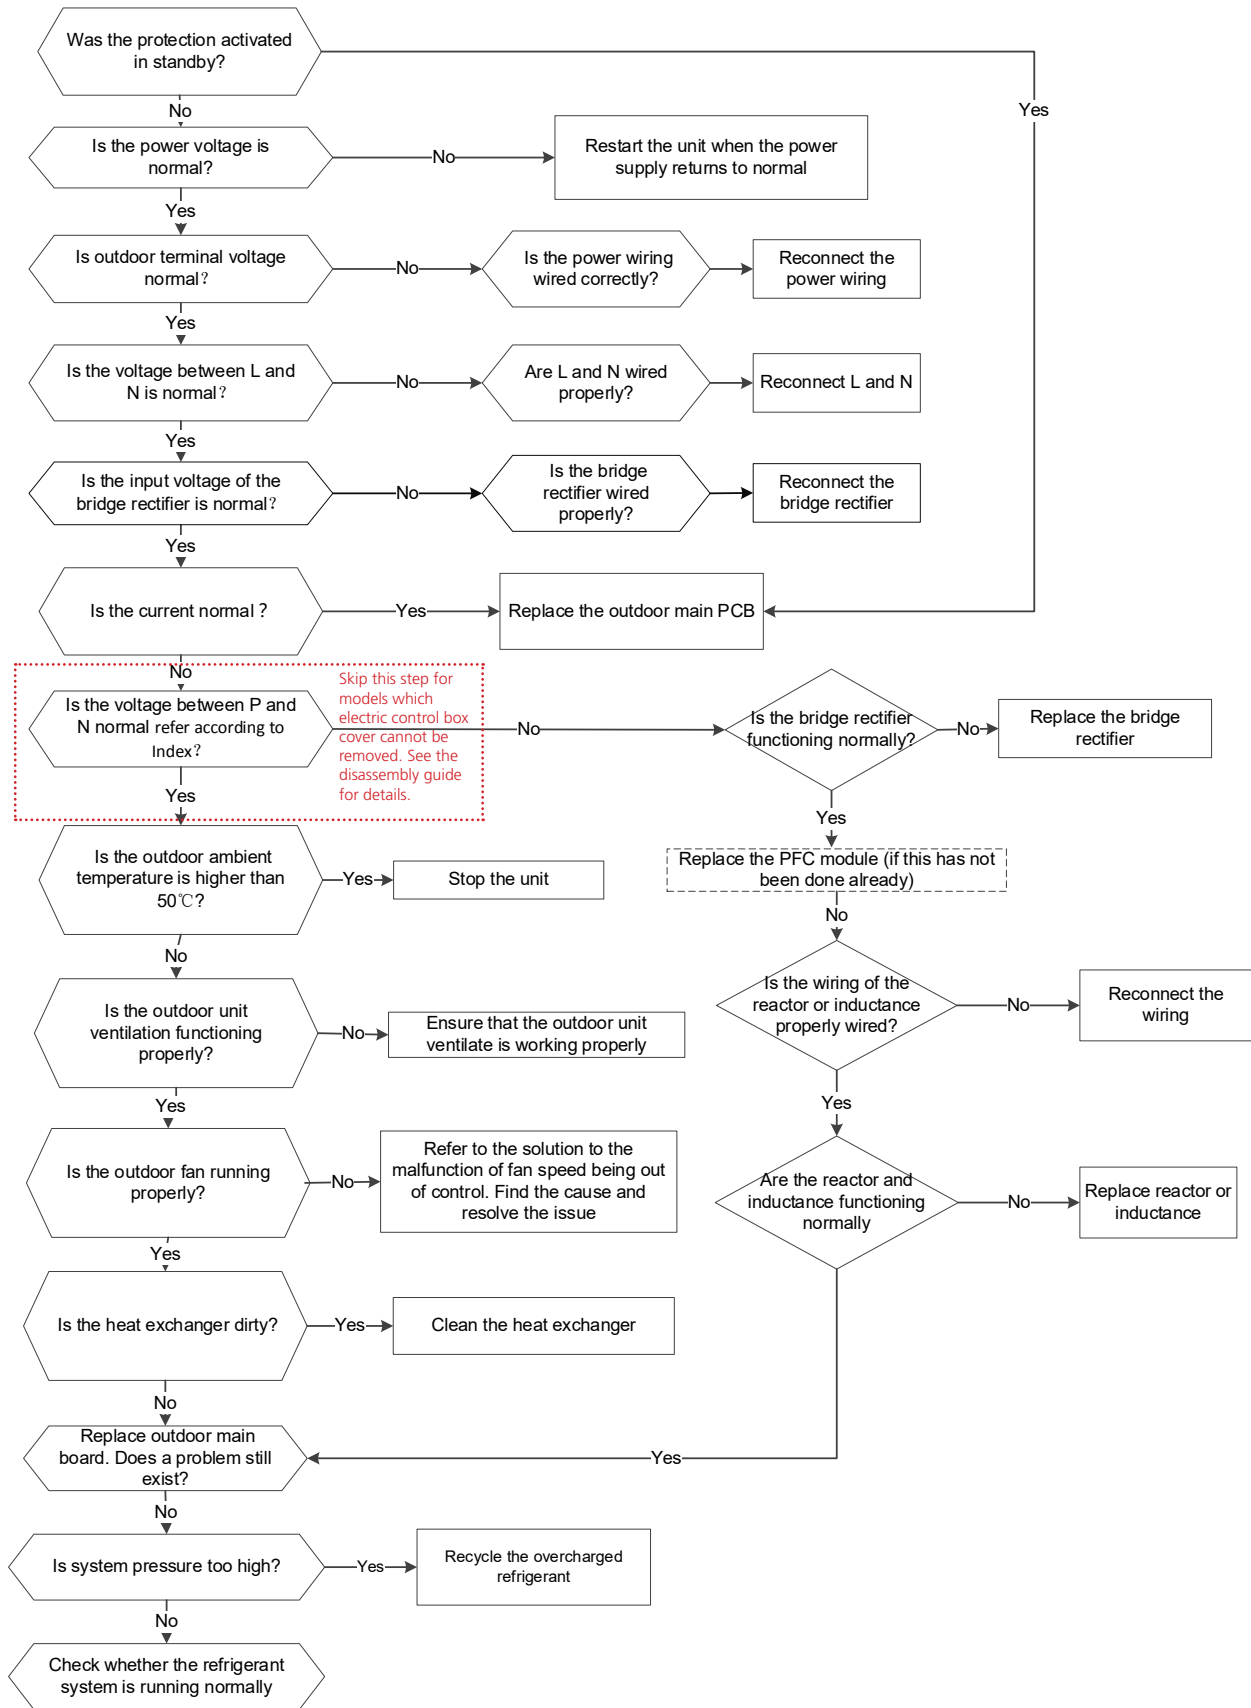 Was the protection activated
in standby?
Yes
No
Is the power voltage is
normal?
No
Restart the unit when the power
supply returns to normal
Yes
Is outdoor terminal voltage
normal?
No
Is the power wiring
wired correctly?
Reconnect the
power wiring
Yes
Is the voltage between L and
N is normal?
No
Are L and N wired
properly?
Reconnect L and N
Yes
Is the input voltage of the
bridge rectifier is normal?
No
Is the bridge
rectifier wired
properly?
Reconnect the
bridge rectifier
Yes
Is the current normal ?
Yes
Replace the outdoor main PCB
No
Skip this step for
models which
electric control box
cover cannot be
removed. See the
disassembly guide
for details.
Is the voltage between P and
N normal refer according to
Index?
No
Is the bridge rectifier
functioning normally?
No
Replace the bridge
rectifier
Yes
Yes
Is the outdoor ambient
temperature is higher than
50℃?
Yes
Stop the unit
Replace the PFC module (if this has not
been done already)
No
No
Is the outdoor unit
ventilation functioning
properly?
No
Ensure that the outdoor unit
ventilate is working properly
Is the wiring of the
reactor or inductance
properly wired?
No
Reconnect the
wiring
Yes
Yes
Is the outdoor fan running
properly?
No
Refer to the solution to the
malfunction of fan speed being out
of control. Find the cause and
resolve the issue
Are the reactor and
inductance functioning
normally
No
Replace reactor or
inductance
Yes
Is the heat exchanger dirty?
Yes
Clean the heat exchanger
No
Replace outdoor main
board. Does a problem still
exist?
Yes
No
Is system pressure too high?
Yes
Recycle the overcharged
refrigerant
No
Check whether the refrigerant
system is running normally